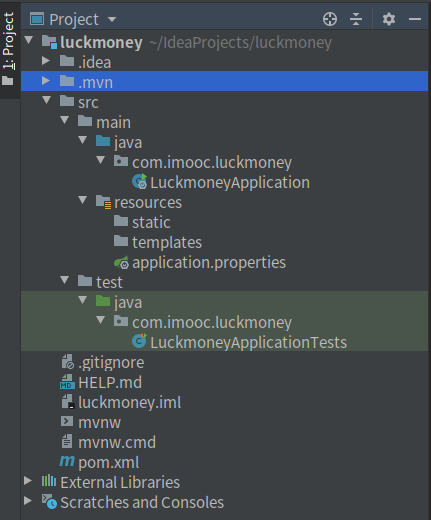 1: Project
Project
luckmoney ~/IdeaProjects/luckmoney
.idea
.mvn
src
main
java
com.imooc.luckmoney
LuckmoneyApplication
resources
static
templates
application.properties
test
java
com.imooc.luckmoney
LuckmoneyApplicationTests
.gitignore
HELP.md
luckmoney.iml
mvnw
mvnw.cmd
pom.xml
External Libraries
Scratches and Consoles